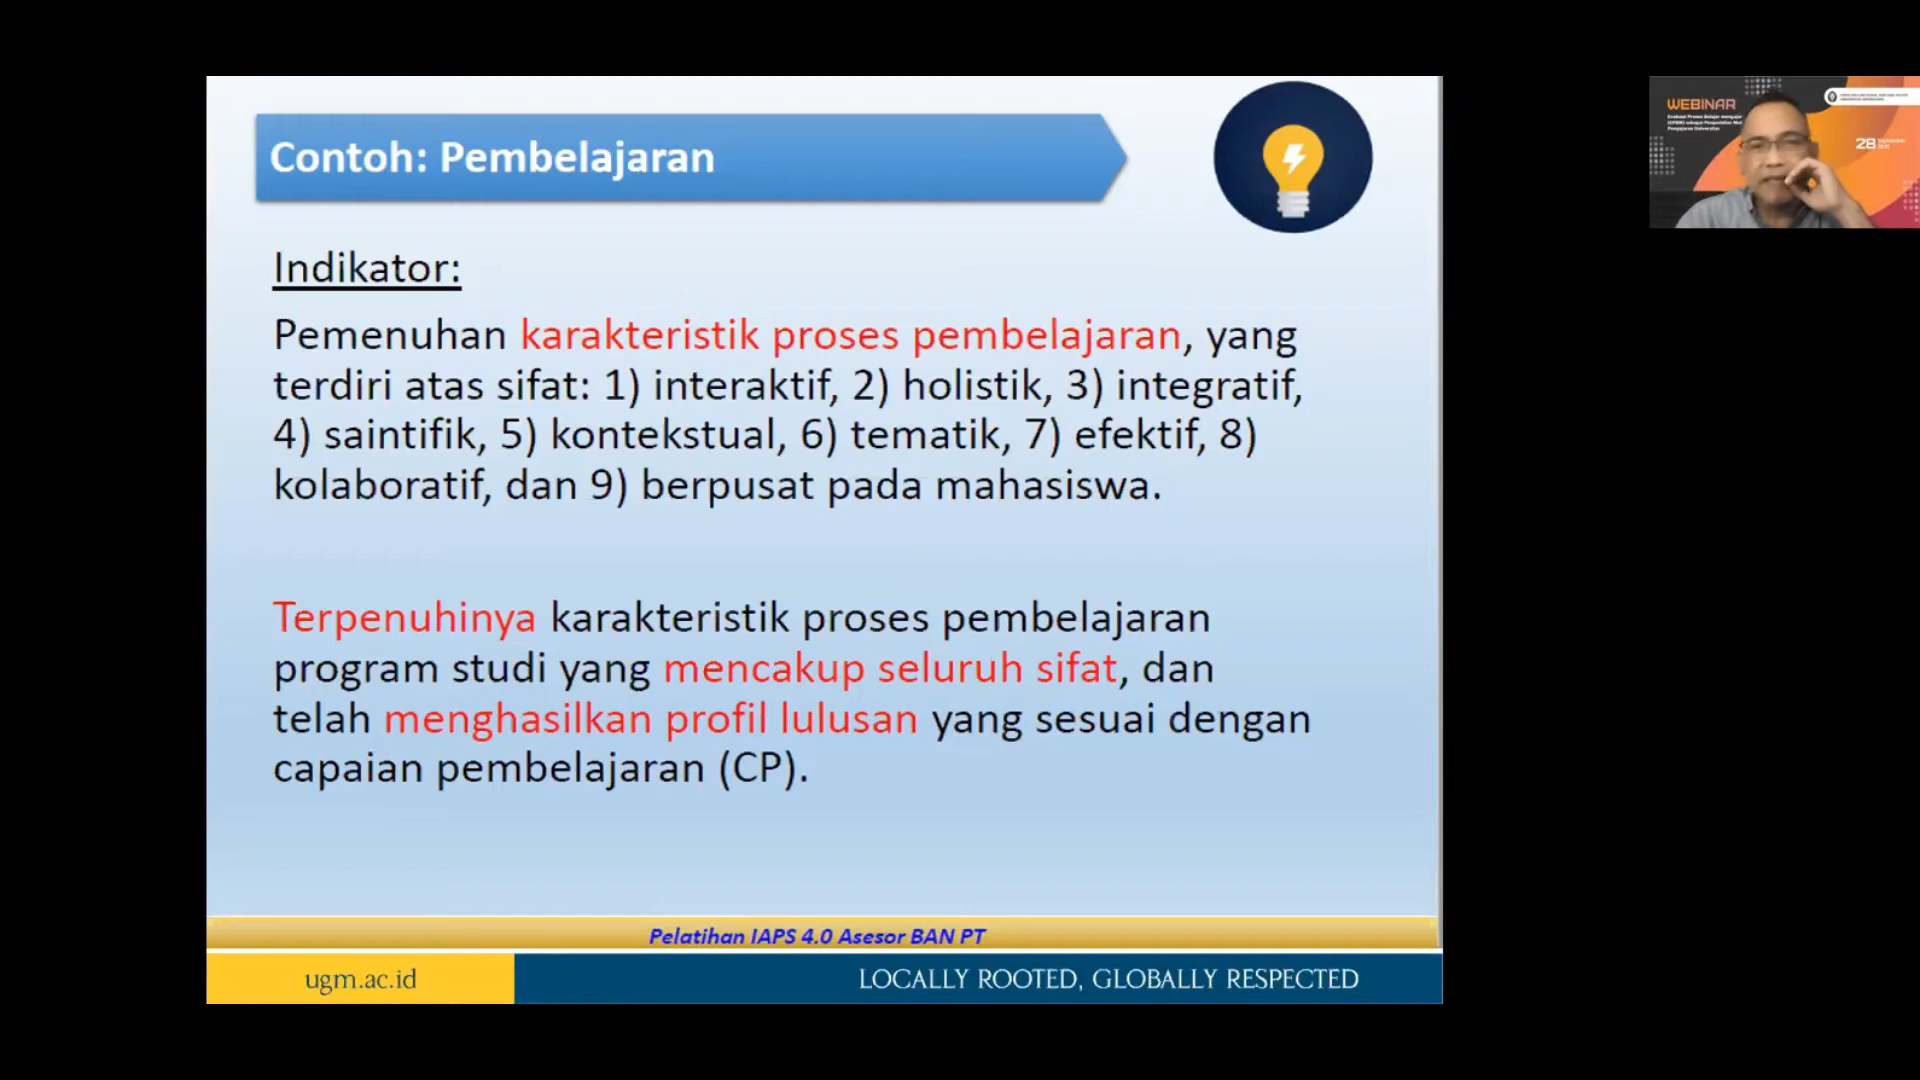 Contoh: Pembelajaran
Indikator:
Pemenuhan karakteristik proses pembelajaran, yang
terdiri atas sifat: 1) interaktif, 2) holistik, 3) integratif,
4) saintifik, 5) kontekstual, 6) tematik, 7) efektif, 8)
kolaboratif, dan 9) berpusat pada mahasiswa.
Terpenuhinya karakteristik proses pembelajaran
program studi yang mencakup seluruh sifat, dan
telah menghasilkan profil lulusan yang sesuai dengan
capaian pembelajaran (CP).
Pelatihan IAPS 4.0 Asesor BAN PT
ugm.ac.id
LOCALLY ROOTED, GLOBALLY RESPECTED
WEBINAR
28